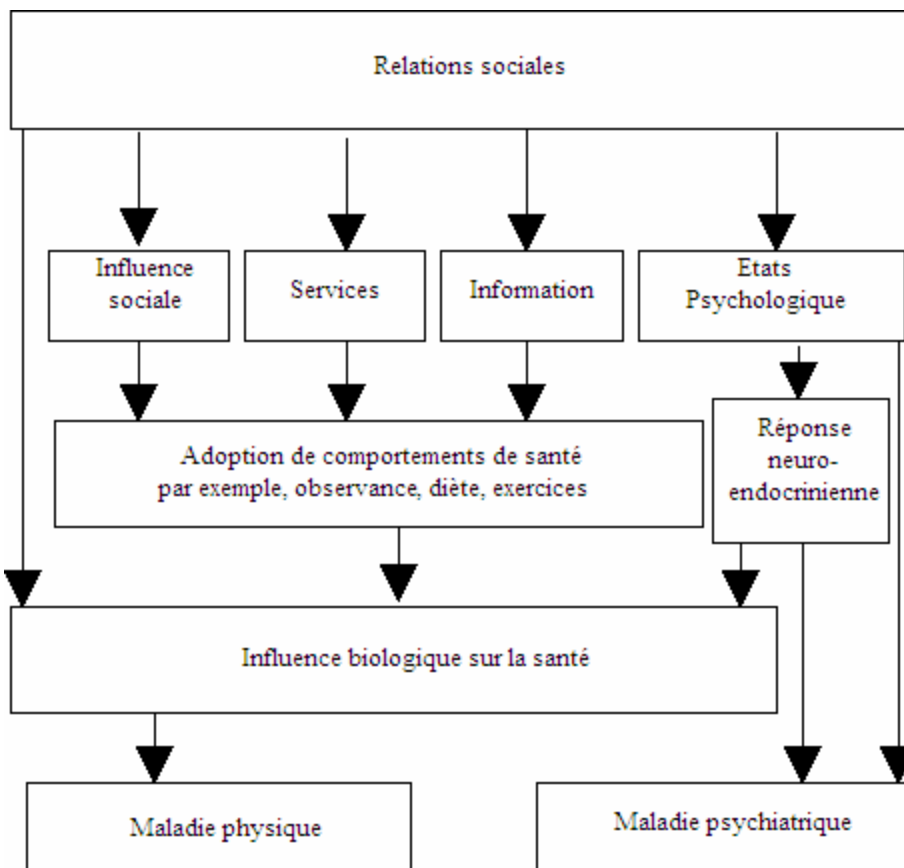 Relations sociales
Influence
sociale
Services
Information
Etats
Psychologique
Adoption de comportements de santé
par exemple, observance, diète, exercices
Réponse
neuro-
endocrinienne
Influence biologique sur la santé
Maladie physique
Maladie psychiatrique